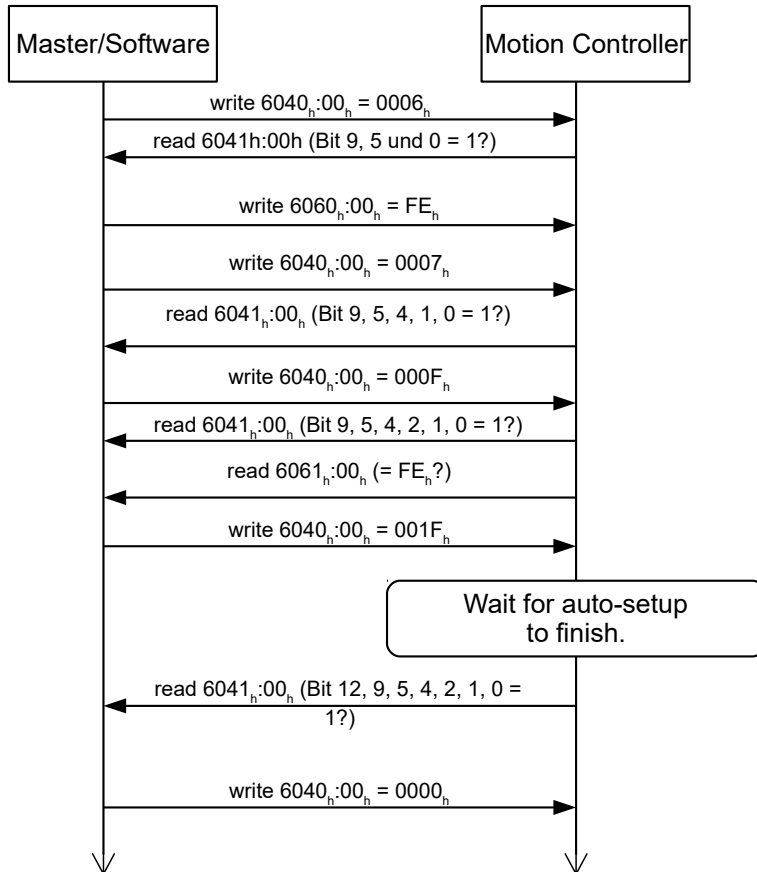 Master/Software
Motion Controller
write 6040ₕ:00ₕ = 0006ₕ
read 6041h:00h (Bit 9, 5 und 0 = 1?)
write 6060ₕ:00ₕ = FEₕ
write 6040ₕ:00ₕ = 0007ₕ
read 6041ₕ:00ₕ (Bit 9, 5, 4, 1, 0 = 1?)
write 6040ₕ:00ₕ = 000Fₕ
read 6041ₕ:00ₕ (Bit 9, 5, 4, 2, 1, 0 = 1?)
read 6061ₕ:00ₕ (= FEₕ?)
write 6040ₕ:00ₕ = 001Fₕ
Wait for auto-setup
to finish.
read 6041ₕ:00ₕ (Bit 12, 9, 5, 4, 2, 1, 0 =
1?)
write 6040ₕ:00ₕ = 0000ₕ